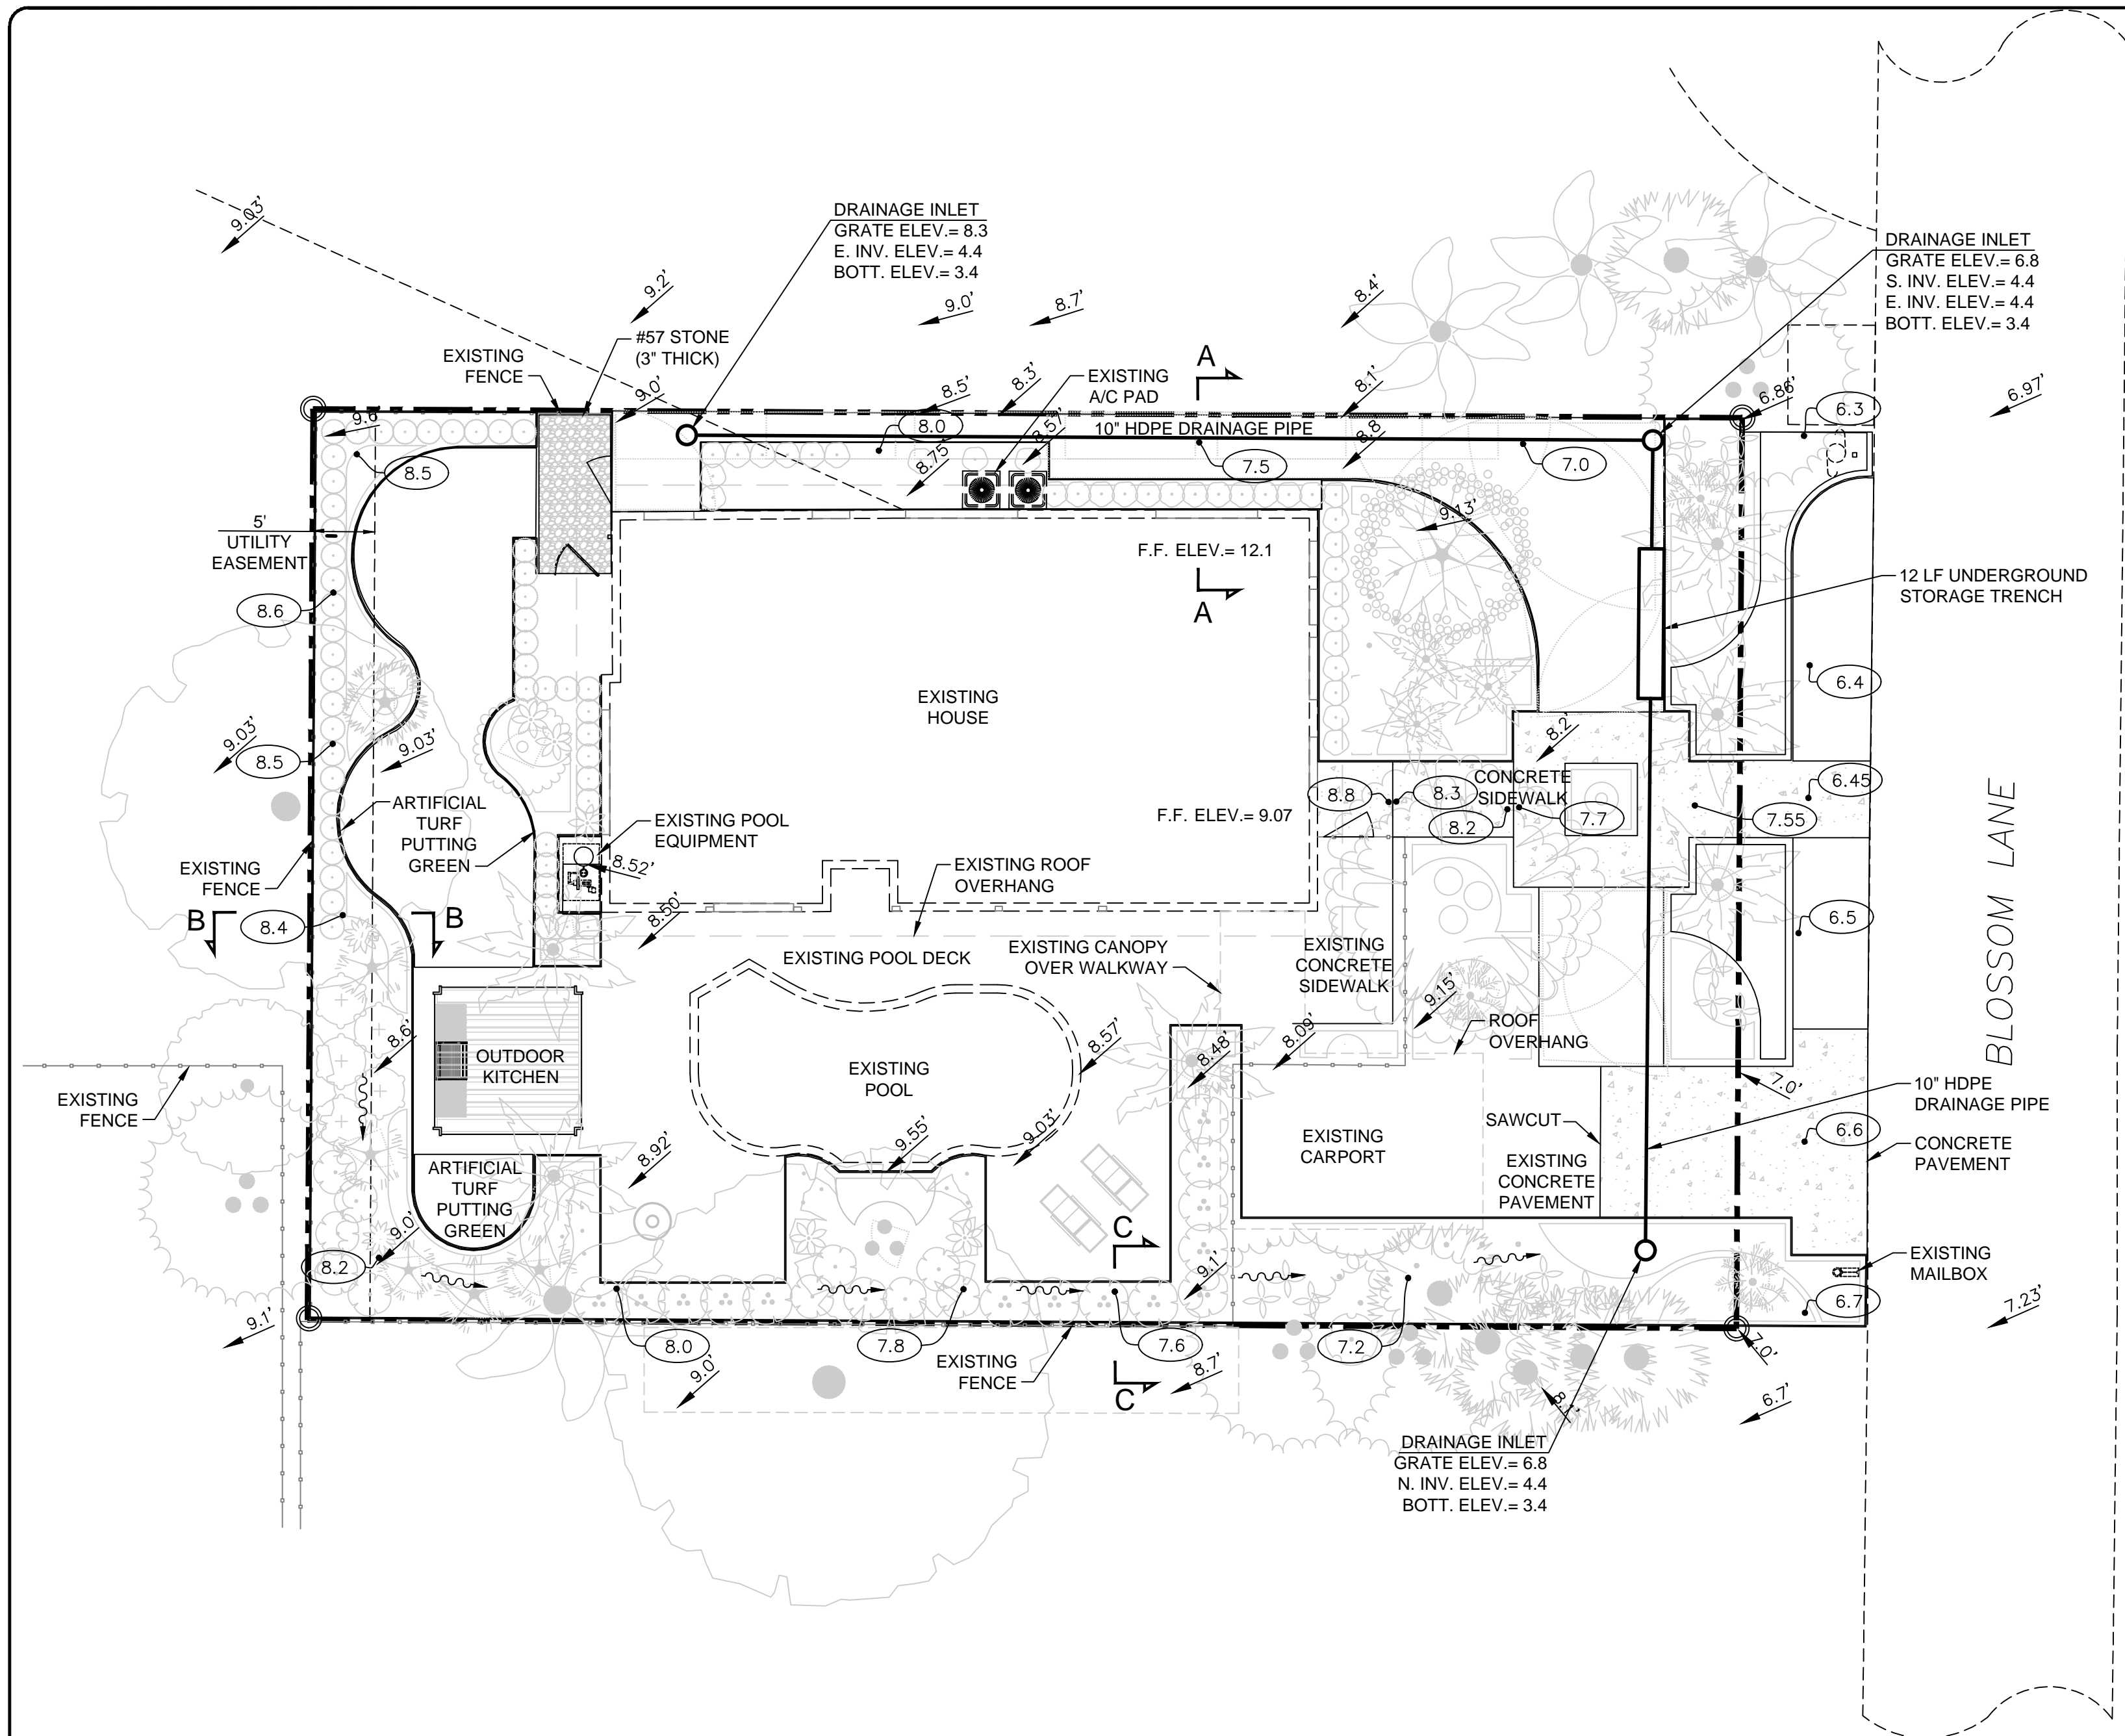 DRAINAGE INLET
GRATE ELEV.= 8.3
E. INV. ELEV.= 4.4
BOTT. ELEV.= 3.4
DRAINAGE INLET
GRATE ELEV.= 6.8
S. INV. ELEV.= 4.4
E. INV. ELEV.= 4.4
BOTT. ELEV.= 3.4
9.03'
9.2'
9.0'
8.7'
8.4'
#57 STONE
(3" THICK)
EXISTING
FENCE
9.0'
8.5'
8.3'
EXISTING
A/C PAD
A
8.1'
6.86'
6.3
6.97'
9.6'
8.5
8.0
8.75'
8.57'
10" HDPE DRAINAGE PIPE
7.5
8.8'
7.0
5'
UTILITY
EASEMENT
9.13'
F.F. ELEV.= 12.1
A
12 LF UNDERGROUND
STORAGE TRENCH
8.6
6.4
EXISTING
HOUSE
9.03'
8.5
9.03'
8.2'
ARTIFICIAL
TURF
PUTTING
GREEN
EXISTING POOL
EQUIPMENT
8.52'
F.F. ELEV.= 9.07
8.8
8.3
CONCRETE
SIDEWALK
8.2
7.7
7.55
6.45
BLOSSOM LANE
EXISTING
FENCE
EXISTING ROOF
OVERHANG
B
8.4
B
8.50'
6.5
EXISTING POOL DECK
EXISTING CANOPY
OVER WALKWAY
EXISTING
CONCRETE
SIDEWALK
9.15'
8.6'
OUTDOOR
KITCHEN
EXISTING
POOL
8.57'
8.48'
8.09'
ROOF
OVERHANG
7.0'
EXISTING
FENCE
10" HDPE
DRAINAGE PIPE
SAWCUT
6.6
CONCRETE
PAVEMENT
9.55'
9.03'
8.92'
EXISTING
CARPORT
EXISTING
CONCRETE
PAVEMENT
ARTIFICIAL
TURF
PUTTING
GREEN
9.0'
8.2
C
9.1'
EXISTING
MAILBOX
6.7
7.23'
9.1'
8.0
7.8
7.6
7.2
7.0'
9.0'
EXISTING
FENCE
C
8.7'
6.7'
DRAINAGE INLET
GRATE ELEV.= 6.8
N. INV. ELEV.= 4.4
BOTT. ELEV.= 3.4